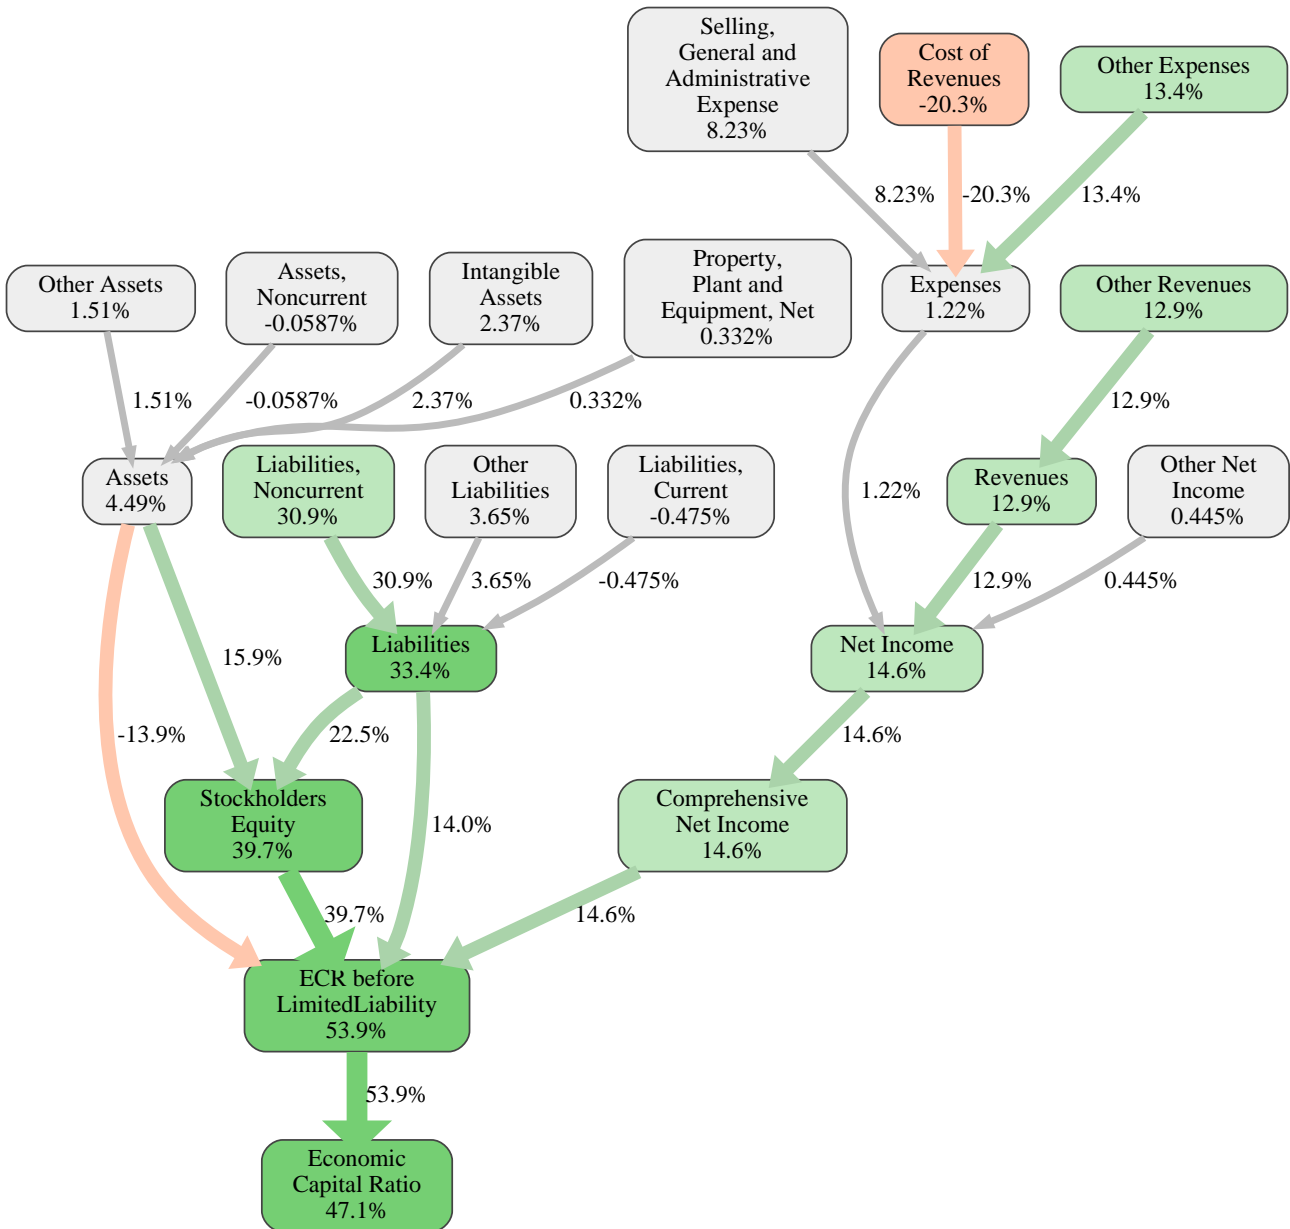 Selling,
General and
Administrative
Expense
8.23%
Cost of
Revenues
-20.3%
Other Expenses
13.4%
8.23%
-20.3%
13.4%
Other Assets
1.51%
Assets,
Noncurrent
-0.0587%
Intangible
Assets
2.37%
Property,
Plant and
Equipment, Net
0.332%
Expenses
1.22%
Other Revenues
12.9%
1.51%
-0.0587%
2.37%
0.332%
12.9%
Assets
4.49%
Liabilities,
Noncurrent
30.9%
Other
Liabilities
3.65%
Liabilities,
Current
-0.475%
1.22%
Revenues
12.9%
Other Net
Income
0.445%
30.9%
3.65%
-0.475%
12.9%
0.445%
15.9%
Liabilities
33.4%
Net Income
14.6%
-13.9%
22.5%
14.6%
Stockholders
Equity
39.7%
14.0%
Comprehensive
Net Income
14.6%
39.7%
14.6%
ECR before
LimitedLiability
53.9%
53.9%
Economic
Capital Ratio
47.1%